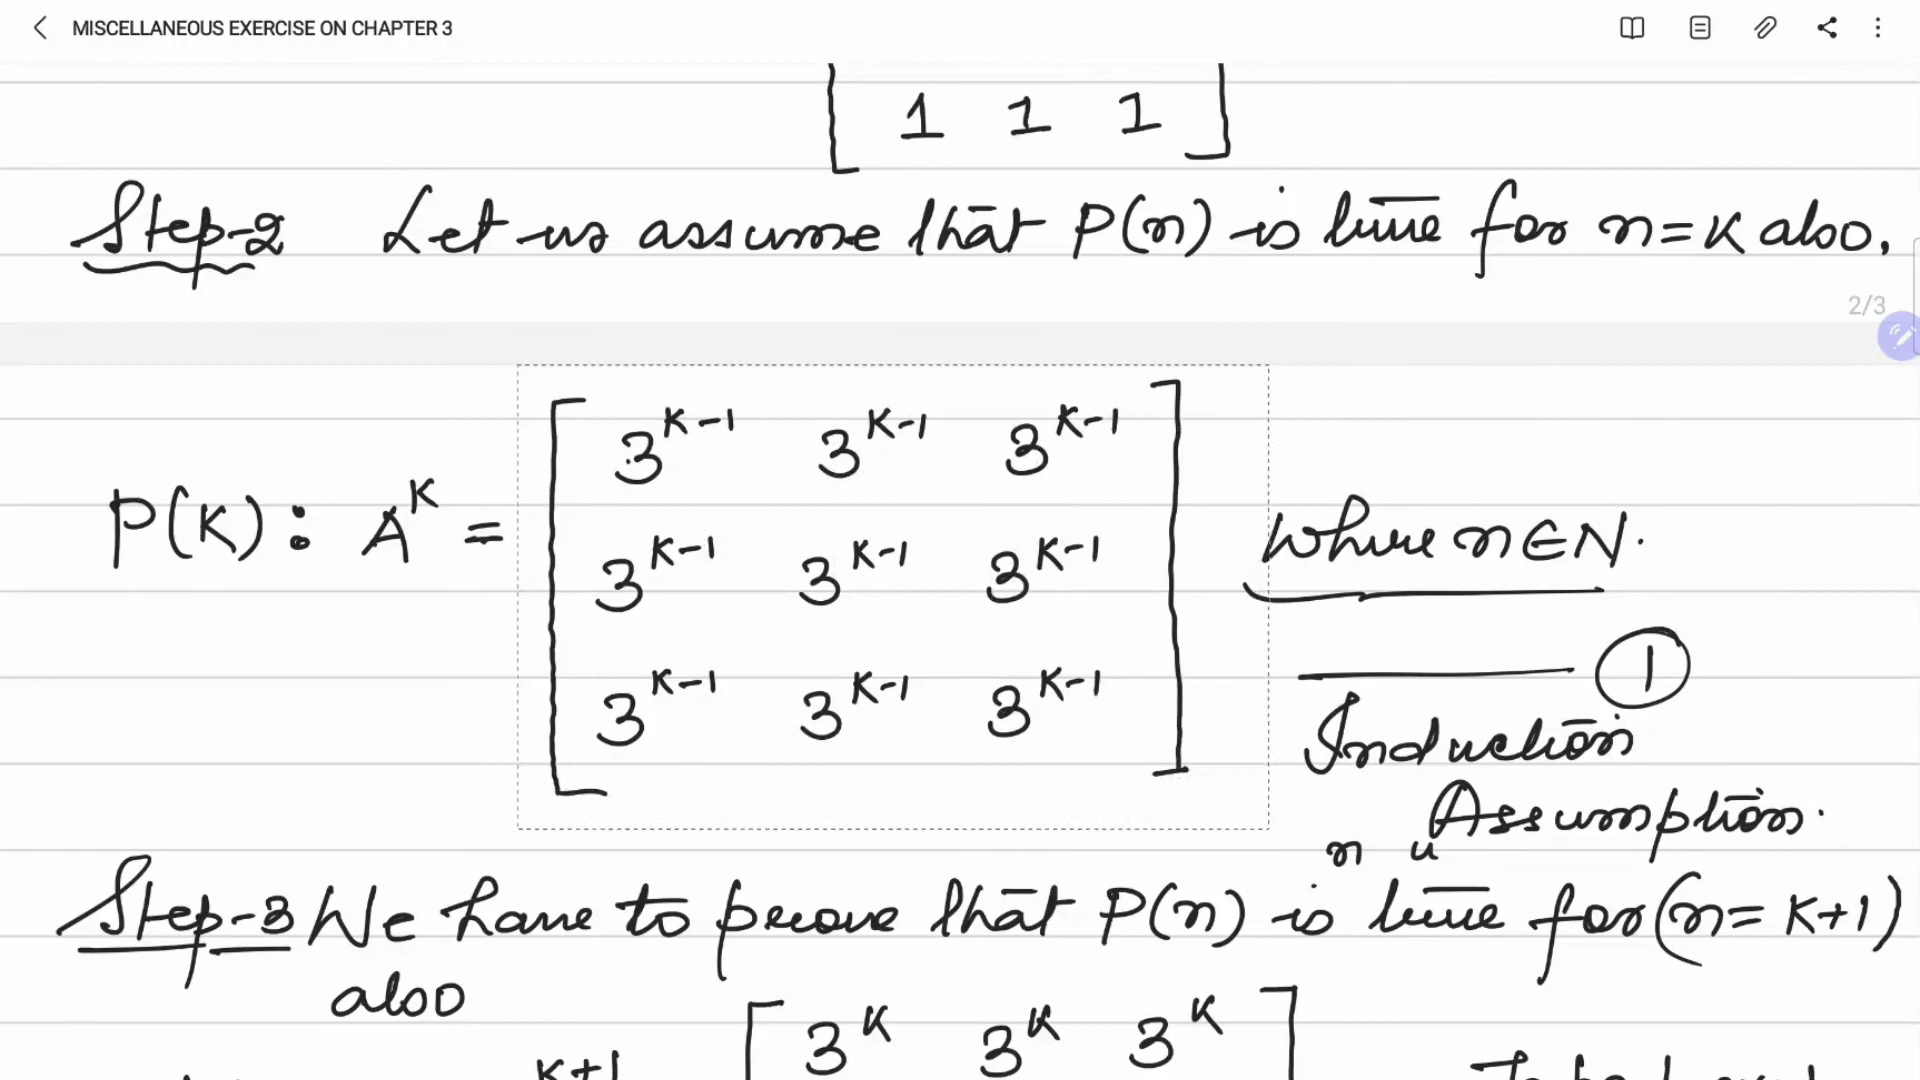 MISCELLANEOUS EXERCISE ON CHAPTER 3
1 1 1
Step-2 Let us assume that P(n) is true for n=K also.
2/3
3^K-1 3^K-1 3^K-1
P(K): A^K = 3^K-1 3^K-1 3^K-1 where n∈N.
3^K-1 3^K-1 3^K-1
1
Induction
Assumption.
n u
Step-3 We have to prove that P(n) is true for (n=K+1)
also
3^K 3^K 3^K
K+1